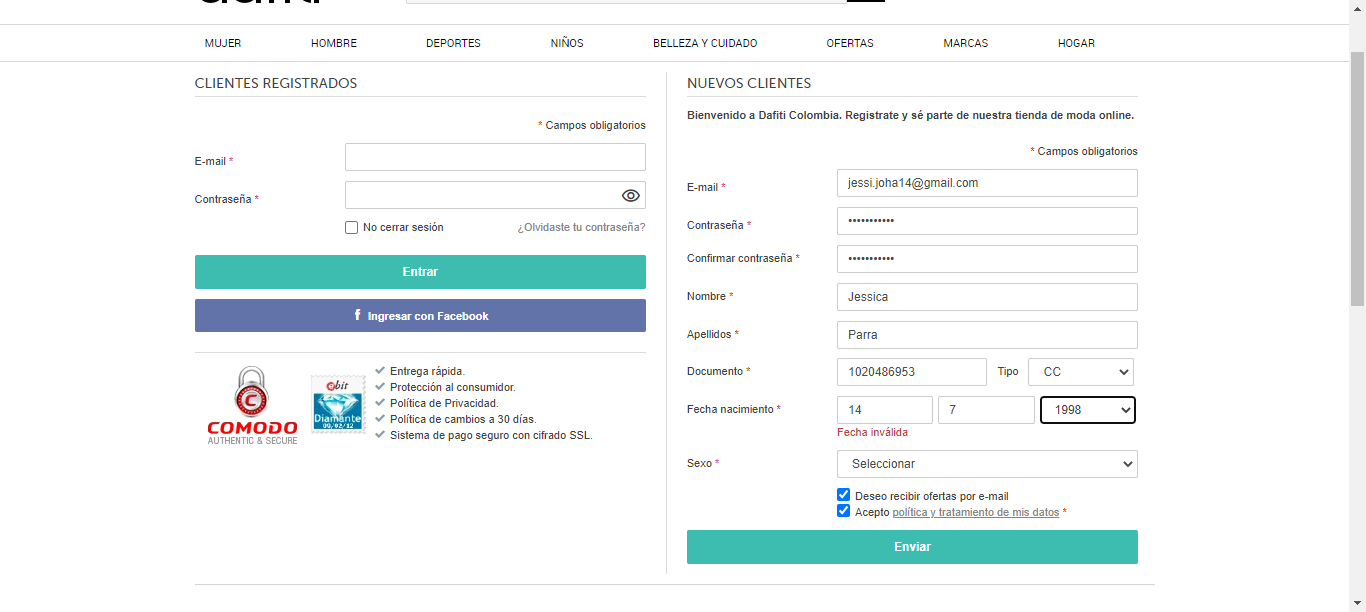 MUJER HOMBRE DEPORTES NIÑOS BELLEZA Y CUIDADO OFERTAS MARCAS HOGAR
CLIENTES REGISTRADOS
* Campos obligatorios
E-mail *
Contraseña *
No cerrar sesión ¿Olvidaste tu contraseña?
Entrar
f Ingresar con Facebook
COMODO
AUTHENTIC & SECURE
ebit
Diamante
09/02/12
Entrega rápida.
Protección al consumidor.
Política de Privacidad.
Política de cambios a 30 días.
Sistema de pago seguro con cifrado SSL.
NUEVOS CLIENTES
Bienvenido a Dafiti Colombia. Registrate y sé parte de nuestra tienda de moda online.
* Campos obligatorios
E-mail * jessi.joha14@gmail.com
Contraseña * •••••••••••
Confirmar contraseña * •••••••••••
Nombre * Jessica
Apellidos * Parra
Documento * 1020486953 Tipo CC
Fecha nacimiento * 14 7 1998
Fecha inválida
Sexo * Seleccionar
Deseo recibir ofertas por e-mail
Acepto política y tratamiento de mis datos *
Enviar